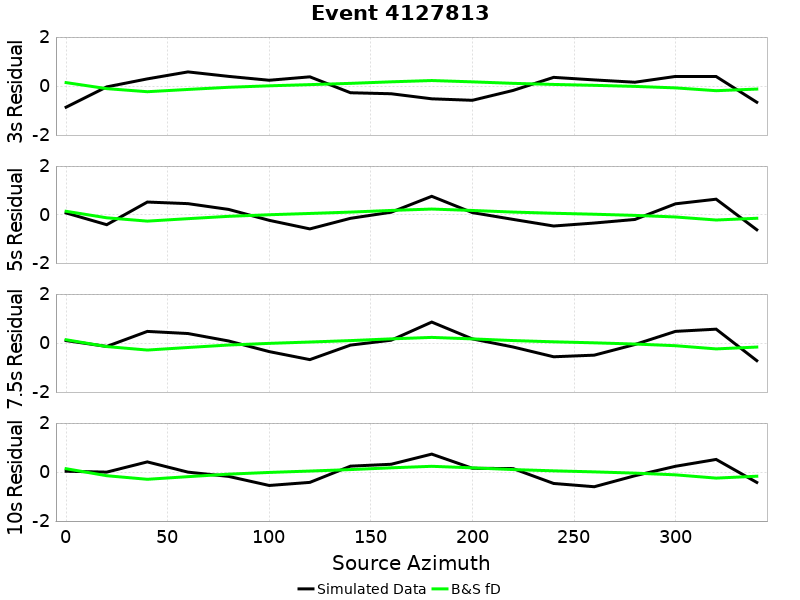 Event 4127813
3s Residual
2
0
-2
5s Residual
2
0
-2
7.5s Residual
2
0
-2
10s Residual
2
0
-2
0 50 100 150 200 250 300
Source Azimuth
Simulated Data B&S fD